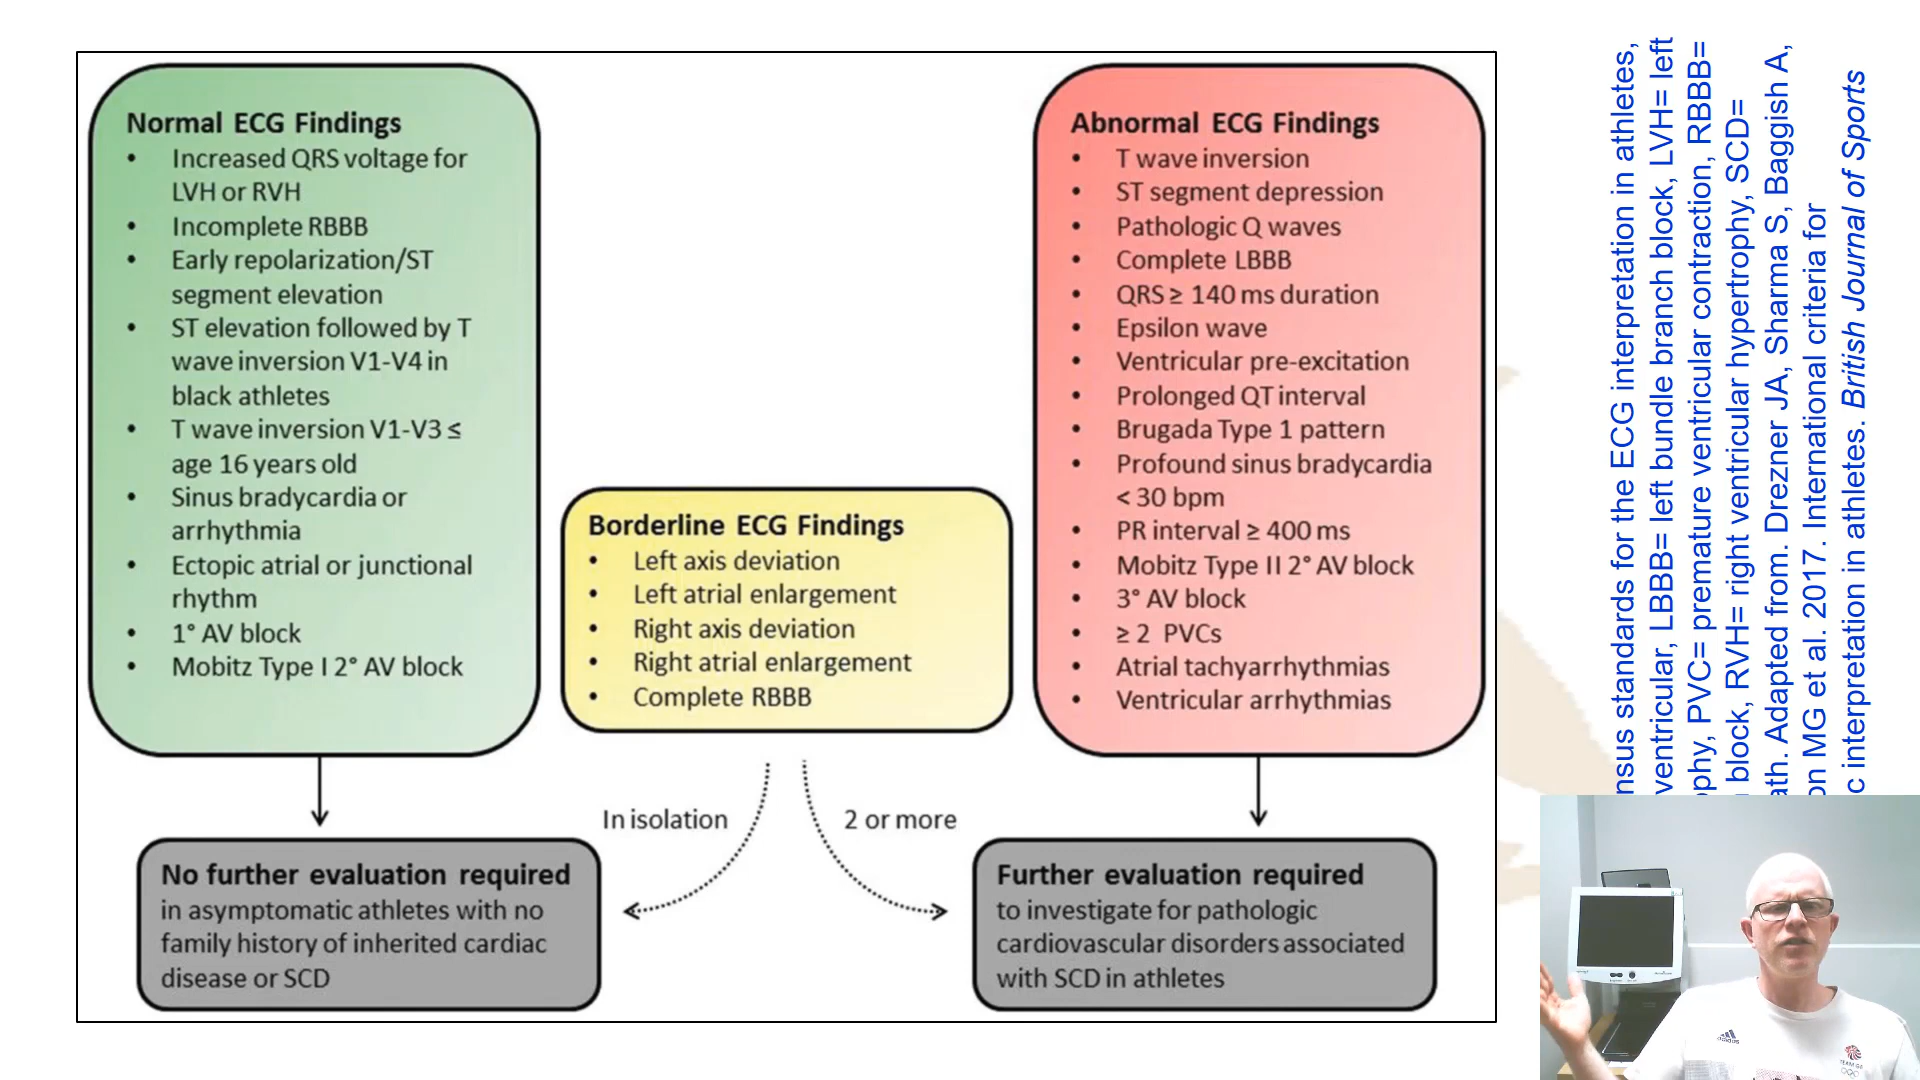 Normal ECG Findings
• Increased QRS voltage for
LVH or RVH
• Incomplete RBBB
• Early repolarization/ST
segment elevation
• ST elevation followed by T
wave inversion V1-V4 in
black athletes
• T wave inversion V1-V3 ≤
age 16 years old
• Sinus bradycardia or
arrhythmia
• Ectopic atrial or junctional
rhythm
• 1° AV block
• Mobitz Type I 2° AV block
Borderline ECG Findings
• Left axis deviation
• Left atrial enlargement
• Right axis deviation
• Right atrial enlargement
• Complete RBBB
Abnormal ECG Findings
• T wave inversion
• ST segment depression
• Pathologic Q waves
• Complete LBBB
• QRS ≥ 140 ms duration
• Epsilon wave
• Ventricular pre-excitation
• Prolonged QT interval
• Brugada Type 1 pattern
• Profound sinus bradycardia
< 30 bpm
• PR interval ≥ 400 ms
• Mobitz Type II 2° AV block
• 3° AV block
• ≥ 2 PVCs
• Atrial tachyarrhythmias
• Ventricular arrhythmias
In isolation
2 or more
No further evaluation required
in asymptomatic athletes with no
family history of inherited cardiac
disease or SCD
Further evaluation required
to investigate for pathologic
cardiovascular disorders associated
with SCD in athletes
nsus standards for the ECG interpretation in athletes,
ventricular, LBBB= left bundle branch block, LVH= left
ophy, PVC= premature ventricular contraction, RBBB=
block, RVH= right ventricular hypertrophy, SCD=
ath. Adapted from. Drezner JA, Sharma S, Baggish A,
on MG et al. 2017. International criteria for
c interpretation in athletes. British Journal of Sports
adidas